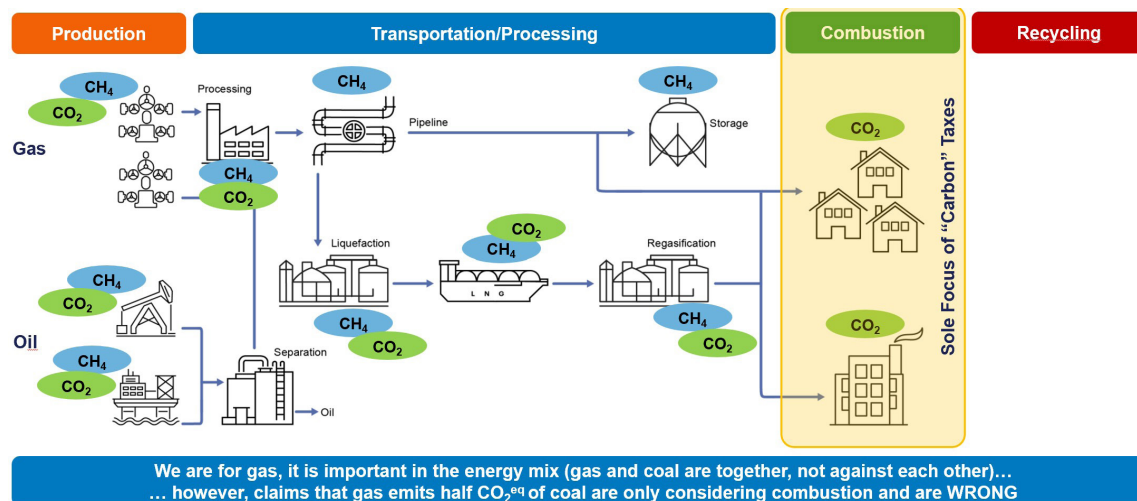 Production
Transportation/Processing
Combustion
Recycling
CH₄
CO₂
Gas
Processing
CH₄
CO₂
CH₄
Pipeline
CH₄
Storage
CO₂
Liquefaction
CH₄
CO₂
CO₂
CH₄
L N G
Regasification
CH₄
CO₂
CH₄
CO₂
Oil
CH₄
CO₂
Separation
Oil
CO₂
Sole Focus of “Carbon” Taxes
We are for gas, it is important in the energy mix (gas and coal are together, not against each other)…
… however, claims that gas emits half CO₂ᵉᑫ of coal are only considering combustion and are WRONG